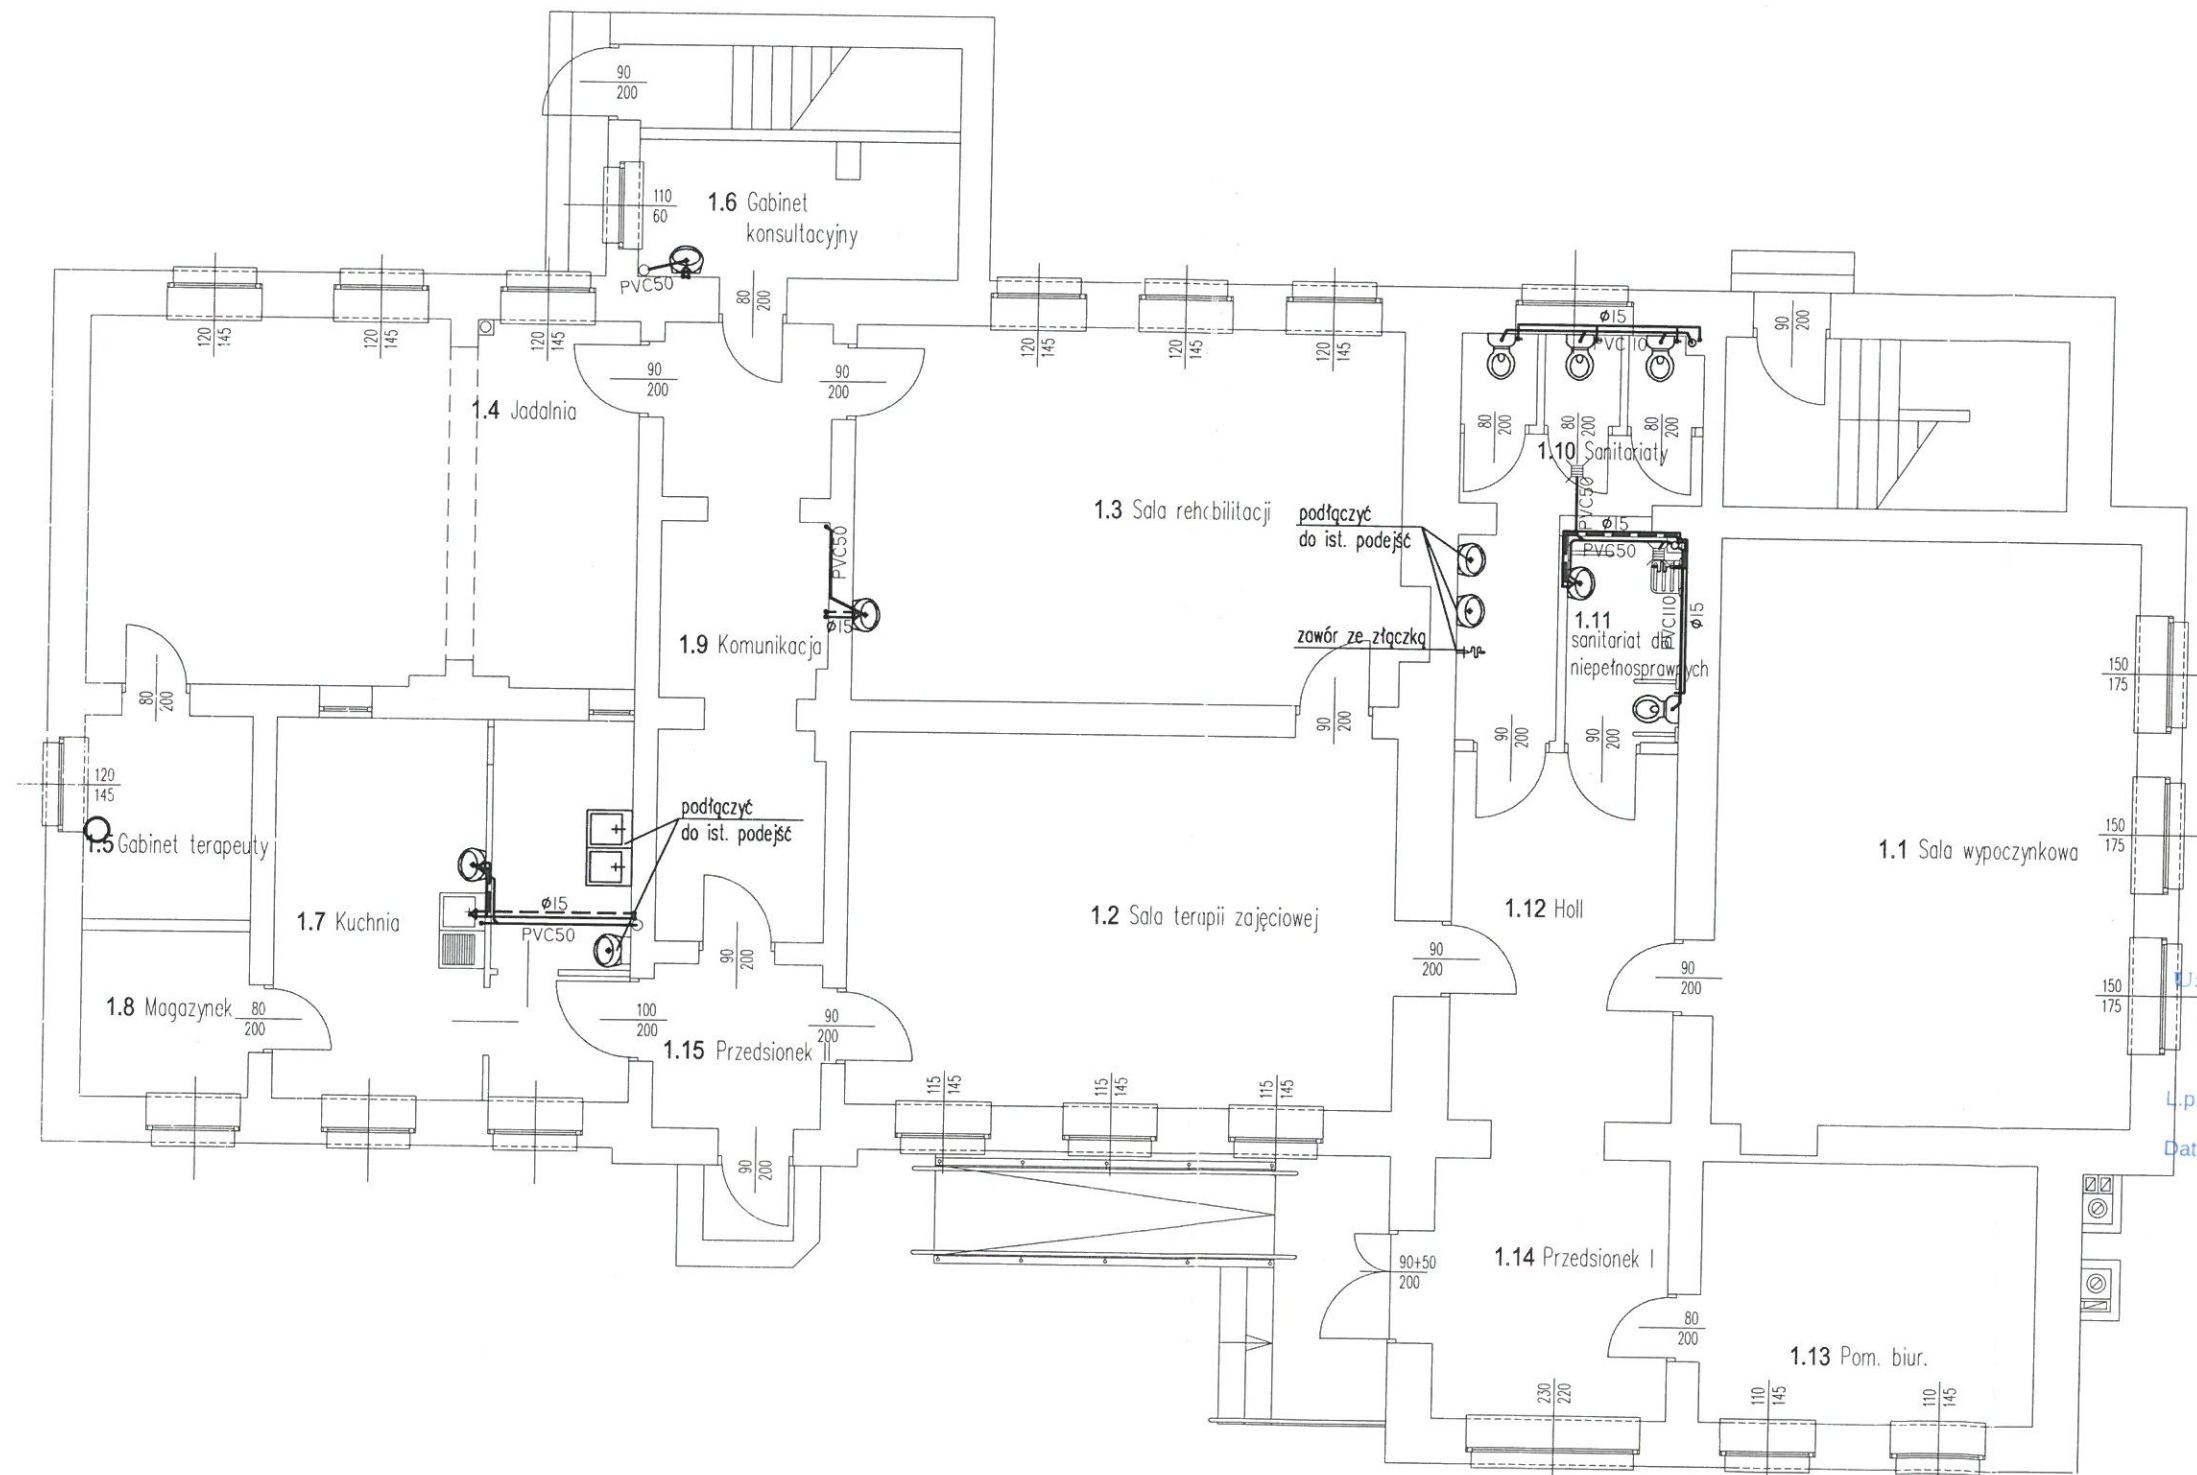 90
200
110
60
1.6 Gabinet
konsultacyjny
PVC50
80
200
120
145
120
145
120
145
120
145
120
145
120
145
90
200
90
200
90
200
1.4 Jadalnia
ø15
PVC110
80
200
80
200
80
200
1.10 Sanitariaty
1.3 Sala rehabilitacji
podłączyć
do ist. podejść
PVC50
ø15
PVC50
PVC50
ø15
1.9 Komunikacja
zawór ze złączką
1.11
sanitariat dla
niepełnosprawnych
PVC110
ø15
150
175
80
200
90
200
90
200
90
200
120
145
podłączyć
do ist. podejść
1.5 Gabinet terapeuty
150
175
1.1 Sala wypoczynkowa
1.7 Kuchnia
ø15
PVC50
1.2 Sala terapii zajęciowej
1.12 Holl
90
200
90
200
90
200
150
175
1.8 Magazynek
80
200
100
200
90
200
1.15 Przedsionek II
115
145
115
145
115
145
L.p
Dat
90
200
90+50
200
1.14 Przedsionek I
80
200
1.13 Pom. biur.
230
220
110
145
110
145